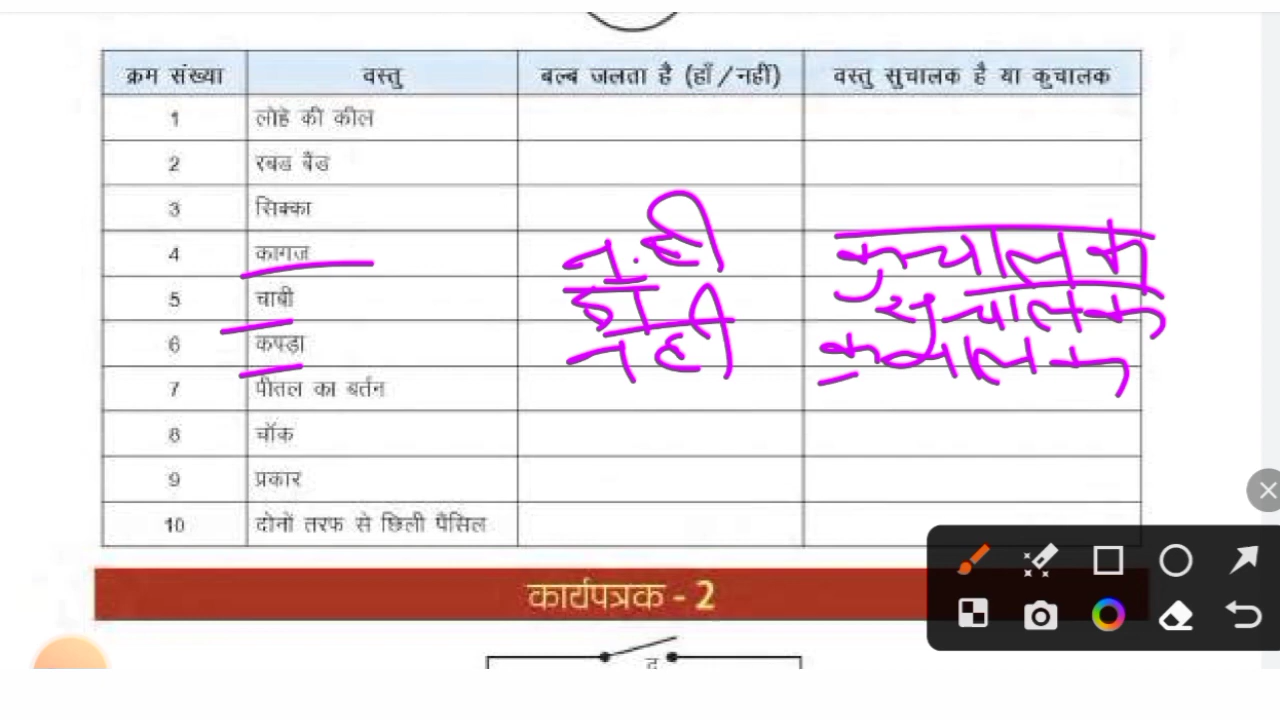 क्रम संख्या वस्तु बल्ब जलता है (हाँ/नहीं) वस्तु सुचालक है या कुचालक
1 लोहे की कील
2 रबड बैंड
3 सिक्का
4 कागज नहीं कुचालक
5 चाबी हाँ सुचालक
6 कपड़ा नही कुचालक
7 पीतल का बर्तन
8 चॉक
9 प्रकार
10 दोनों तरफ से छिली पैंसिल
कार्यपत्रक - 2